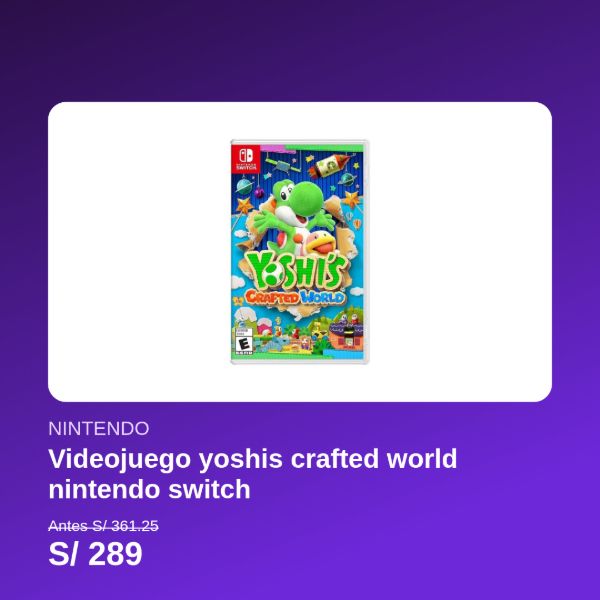 NINTENDO
SWITCH
YOSHI'S
CRAFTED WORLD
E
NINTENDO
Videojuego yoshis crafted world
nintendo switch
Antes S/ 361.25
S/ 289